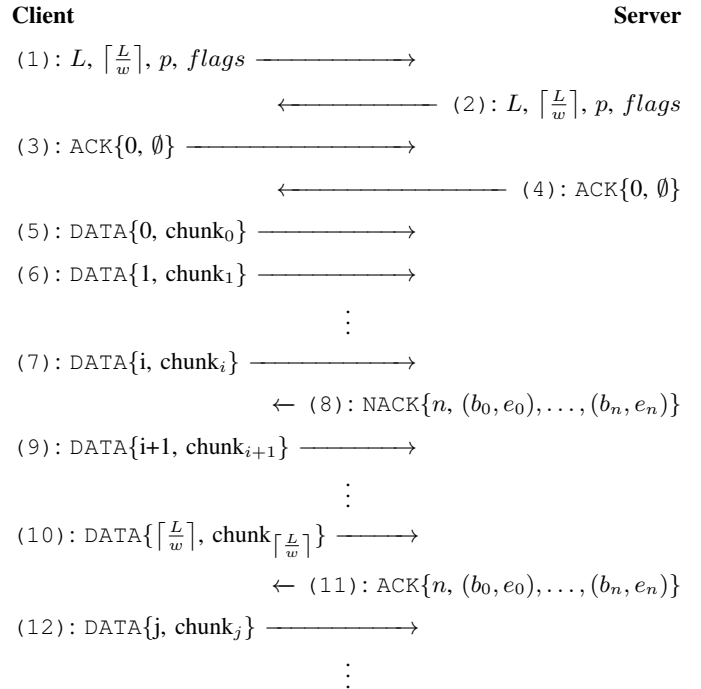 Client Server
(1): L, ⌈L/w⌉, p, flags ⟶
⟵ (2): L, ⌈L/w⌉, p, flags
(3): ACK{0, ∅} ⟶
⟵ (4): ACK{0, ∅}
(5): DATA{0, chunk₀} ⟶
(6): DATA{1, chunk₁} ⟶
⋮
(7): DATA{i, chunkᵢ} ⟶
← (8): NACK{n, (b₀, e₀), . . . , (bₙ, eₙ)}
(9): DATA{i+1, chunkᵢ₊₁} ⟶
⋮
(10): DATA{⌈L/w⌉, chunk_⌈L/w⌉} ⟶
← (11): ACK{n, (b₀, e₀), . . . , (bₙ, eₙ)}
(12): DATA{j, chunkⱼ} ⟶
⋮